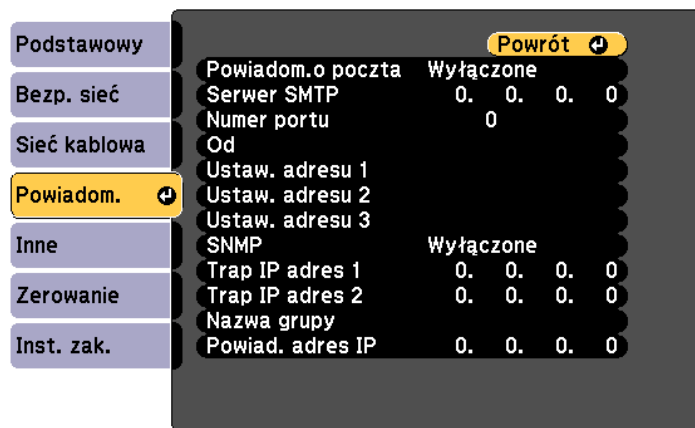 Podstawowy
Bezp. sieć
Sieć kablowa
Powiadom.
Inne
Zerowanie
Inst. zak.
Powrót
Powiadom.o poczta Wyłączone
Serwer SMTP 0. 0. 0. 0
Numer portu 0
Od
Ustaw. adresu 1
Ustaw. adresu 2
Ustaw. adresu 3
SNMP Wyłączone
Trap IP adres 1 0. 0. 0. 0
Trap IP adres 2 0. 0. 0. 0
Nazwa grupy
Powiad. adres IP 0. 0. 0. 0